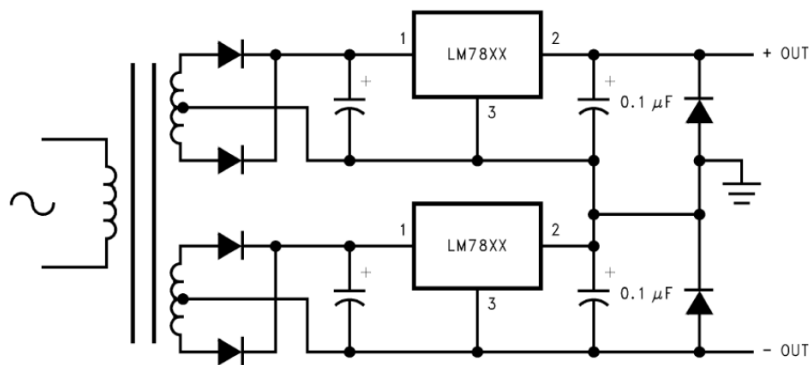 1
LM78XX
2
+ OUT
+
+
0.1 μF
3
1
LM78XX
2
+
+
0.1 μF
3
- OUT